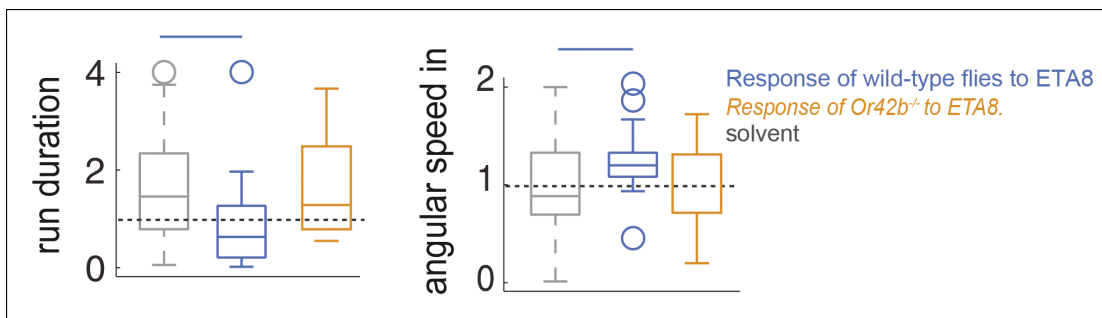 run duration
4
2
0
angular speed in
2
1
0
Response of wild-type flies to ETA8
Response of Or42b-/- to ETA8.
solvent